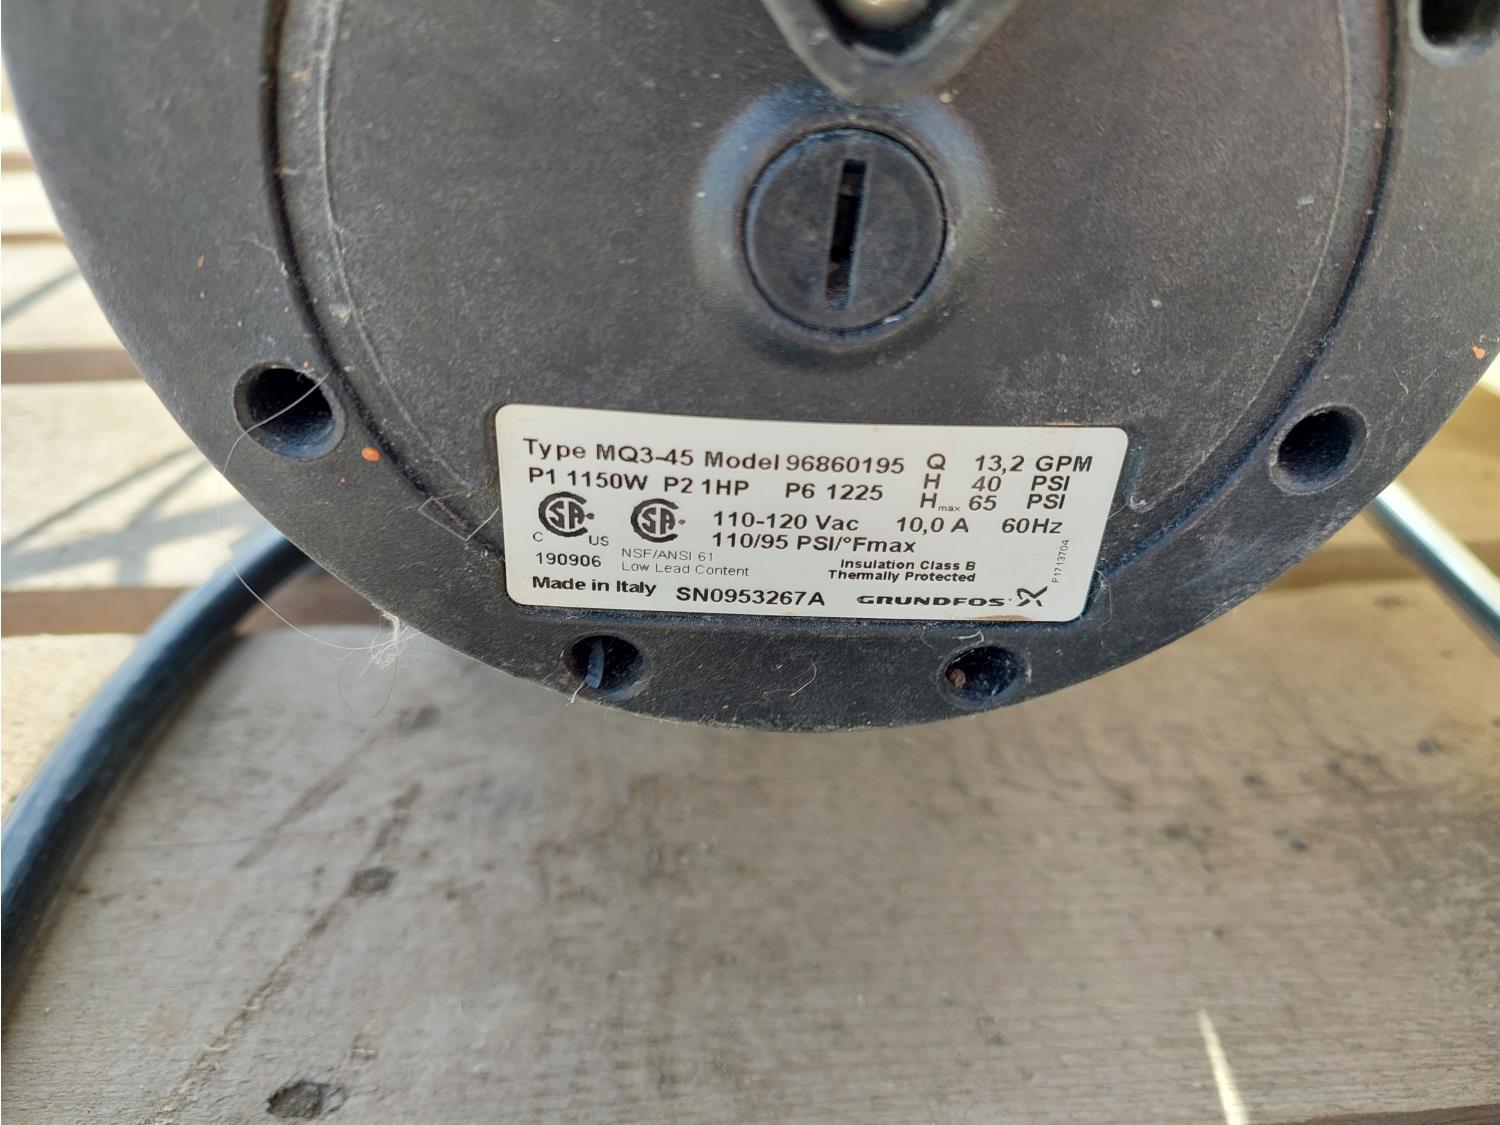 Type MQ3-45 Model 96860195 Q 13,2 GPM
P1 1150W P2 1HP P6 1225 H 40 PSI
Hmax 65 PSI
C US 110-120 Vac 10,0 A 60Hz
110/95 PSI/°Fmax
190906 NSF/ANSI 61 Insulation Class B
Low Lead Content Thermally Protected
Made in Italy SN0953267A GRUNDFOS
P1713704